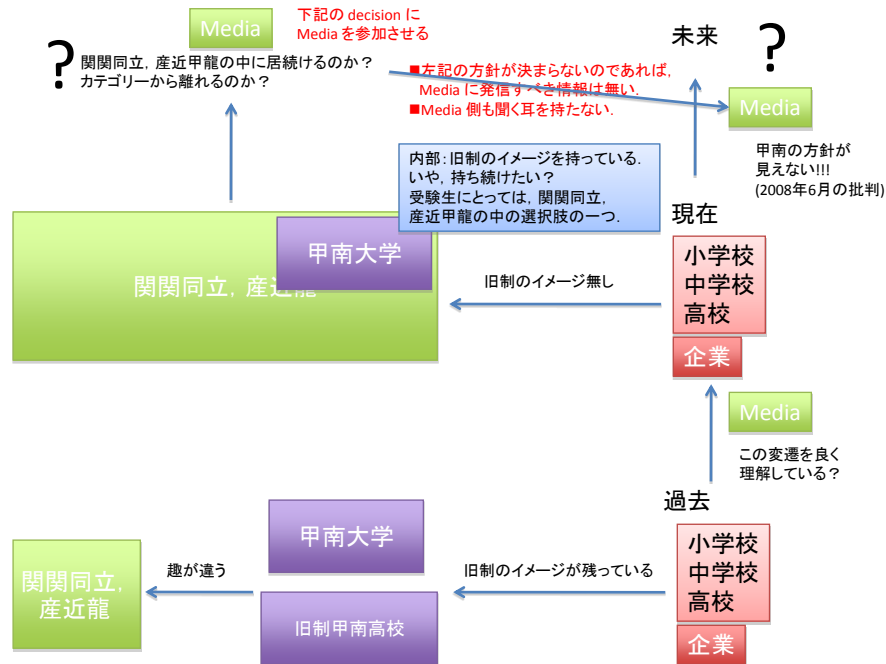 Media
下記の decision に
Media を参加させる
?
関関同立，産近甲龍の中に居続けるのか？
カテゴリーから離れるのか？
■左記の方針が決まらないのであれば，
Media に発信すべき情報は無い．
■Media 側も聞く耳を持たない．
未来
?
Media
甲南の方針が
見えない!!!
(2008年6月の批判)
内部：旧制のイメージを持っている．
いや，持ち続けたい？
受験生にとっては，関関同立，
産近甲龍の中の選択肢の一つ．
現在
甲南大学
関関同立，産近龍
旧制のイメージ無し
小学校
中学校
高校
企業
Media
この変遷を良く
理解している？
過去
甲南大学
旧制甲南高校
関関同立，
産近龍
趣が違う
旧制のイメージが残っている
小学校
中学校
高校
企業